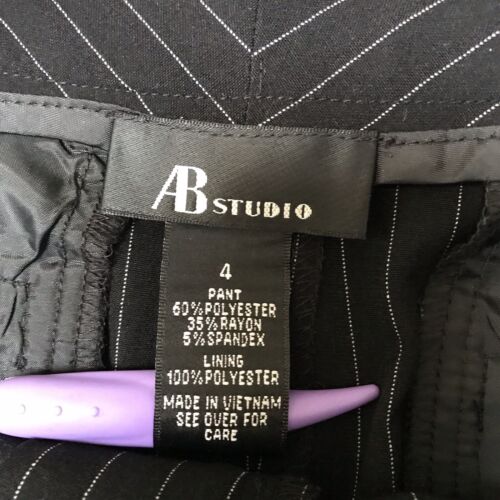 AB STUDIO
4
PANT
60% POLYESTER
35% RAYON
5% SPANDEX
LINING
100% POLYESTER
MADE IN VIETNAM
SEE OVER FOR
CARE